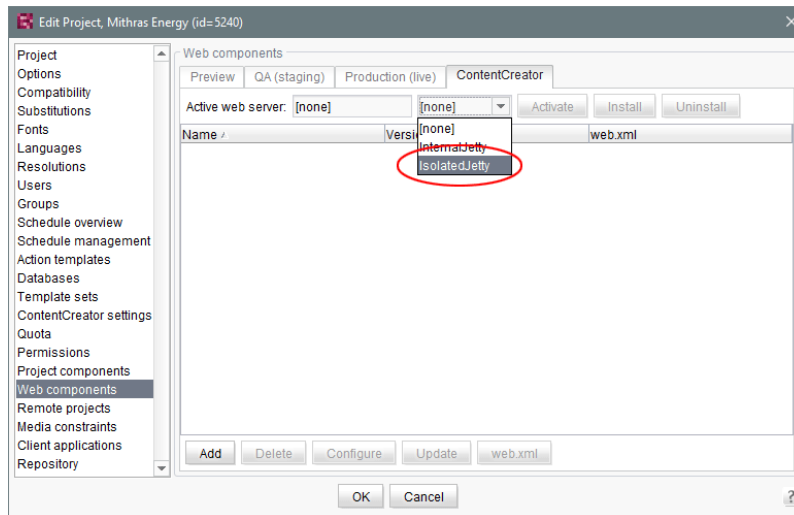 Edit Project, Mithras Energy (id=5240)
Project
Options
Compatibility
Substitutions
Fonts
Languages
Resolutions
Users
Groups
Schedule overview
Schedule management
Action templates
Databases
Template sets
ContentCreator settings
Quota
Permissions
Project components
Web components
Remote projects
Media constraints
Client applications
Repository
Web components
Preview QA (staging) Production (live) ContentCreator
Active web server: [none] [none] Activate Install Uninstall
[none]
InternalJetty
IsolatedJetty
Name web.xml
Add Delete Configure Update web.xml
OK Cancel ?